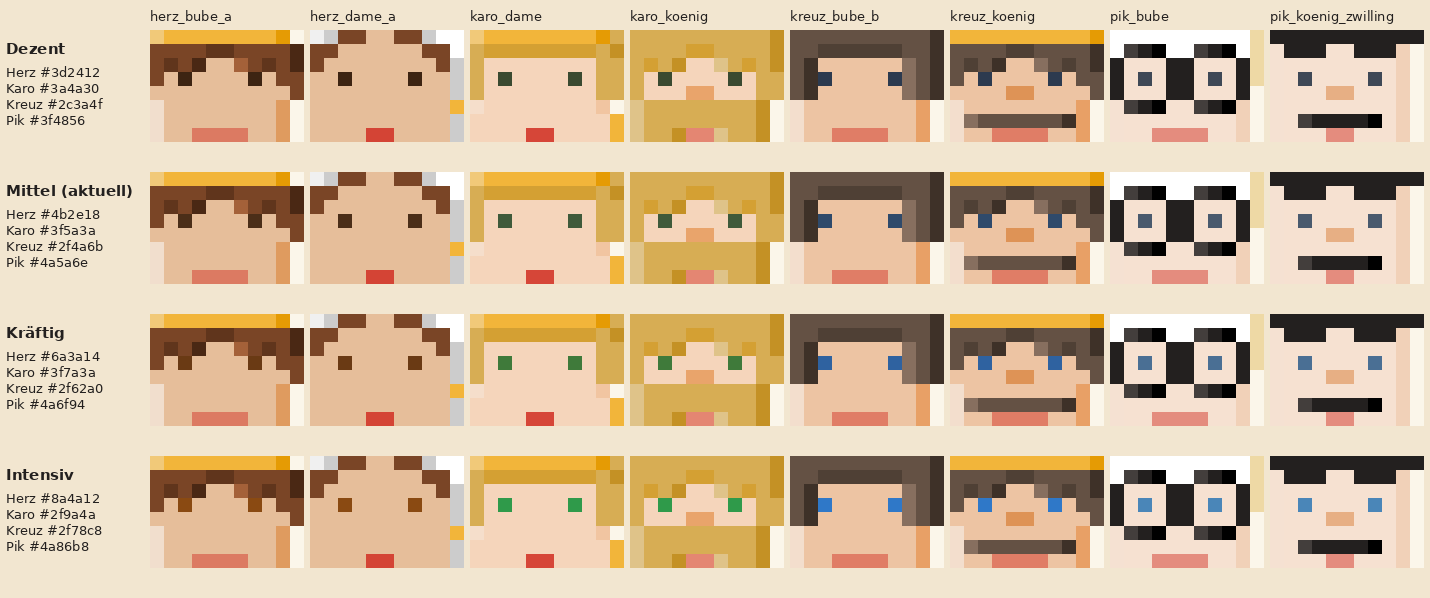 herz_bube_a herz_dame_a karo_dame karo_koenig kreuz_bube_b kreuz_koenig pik_bube pik_koenig_zwilling
Dezent
Herz #3d2412
Karo #3a4a30
Kreuz #2c3a4f
Pik #3f4856
Mittel (aktuell)
Herz #4b2e18
Karo #3f5a3a
Kreuz #2f4a6b
Pik #4a5a6e
Kräftig
Herz #6a3a14
Karo #3f7a3a
Kreuz #2f62a0
Pik #4a6f94
Intensiv
Herz #8a4a12
Karo #2f9a4a
Kreuz #2f78c8
Pik #4a86b8